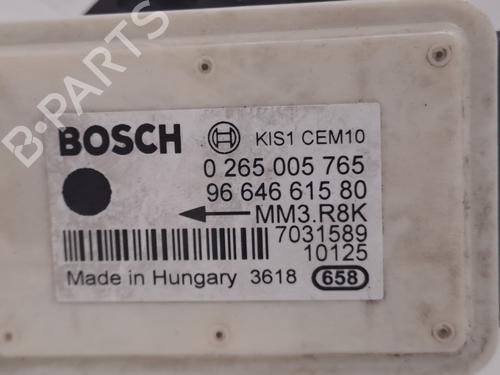 B-PARTS
BOSCH KIS1 CEM10
0 265 005 765
96 646 615 80
MM3.R8K
7031589
10125
Made in Hungary 3618 658